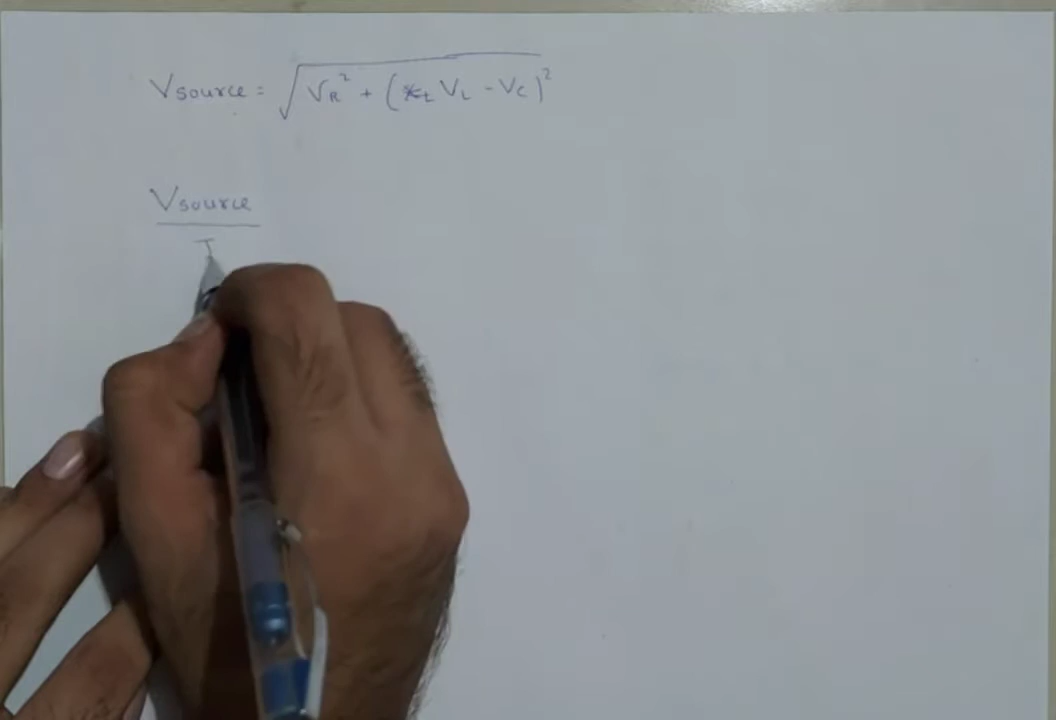 Vsource = √(VR² + (VL - VC)²)
Vsource
I